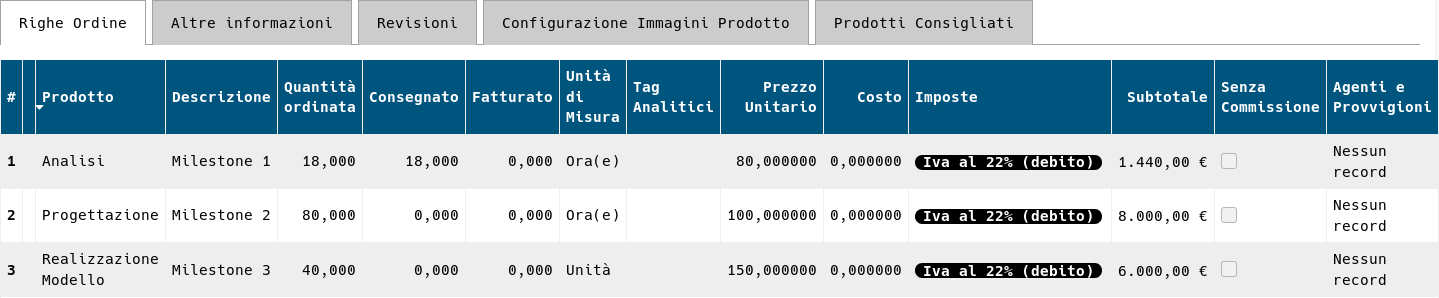 Righe Ordine Altre informazioni Revisioni Configurazione Immagini Prodotto Prodotti Consigliati
# Prodotto Descrizione Quantità ordinata Consegnato Fatturato Unità di Misura Tag Analitici Prezzo Unitario Costo Imposte Subtotale Senza Commissione Agenti e Provvigioni
1 Analisi Milestone 1 18,000 18,000 0,000 Ora(e) 80,000000 0,000000 Iva al 22% (debito) 1.440,00 € Nessun record
2 Progettazione Milestone 2 80,000 0,000 0,000 Ora(e) 100,000000 0,000000 Iva al 22% (debito) 8.000,00 € Nessun record
3 Realizzazione Modello Milestone 3 40,000 0,000 0,000 Unità 150,000000 0,000000 Iva al 22% (debito) 6.000,00 € Nessun record